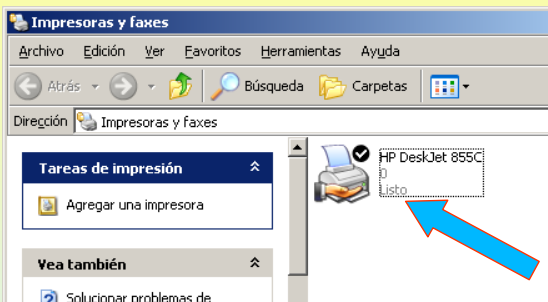 Impresoras y faxes
Archivo Edición Ver Favoritos Herramientas Ayuda
Atrás Búsqueda Carpetas
Dirección Impresoras y faxes
Tareas de impresión
Agregar una impresora
Vea también
Solucionar problemas de
HP DeskJet 855C
0
Listo